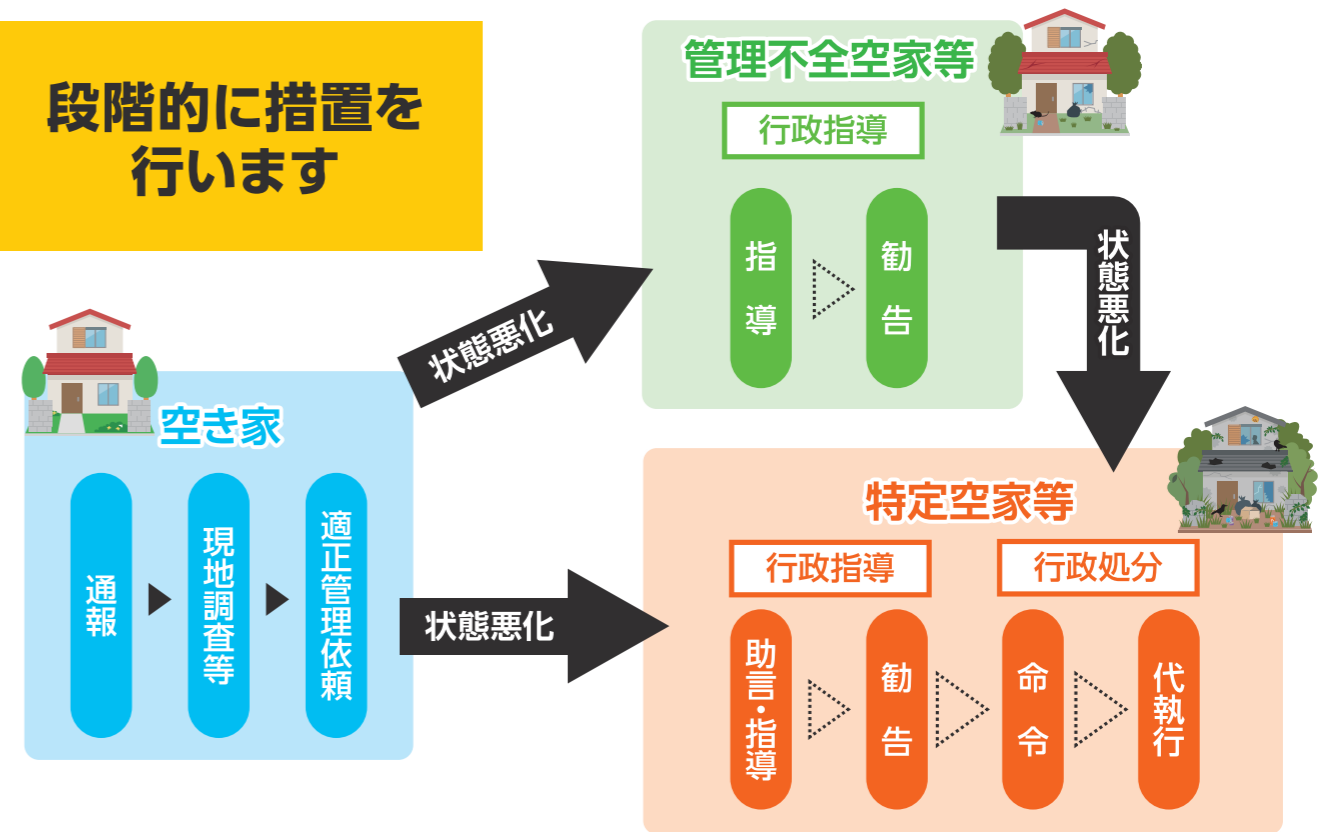 段階的に措置を
行います
空き家
通報
現地調査等
適正管理依頼
状態悪化
状態悪化
管理不全空家等
行政指導
指導
勧告
状態悪化
特定空家等
行政指導
行政処分
助言・指導
勧告
命令
代執行